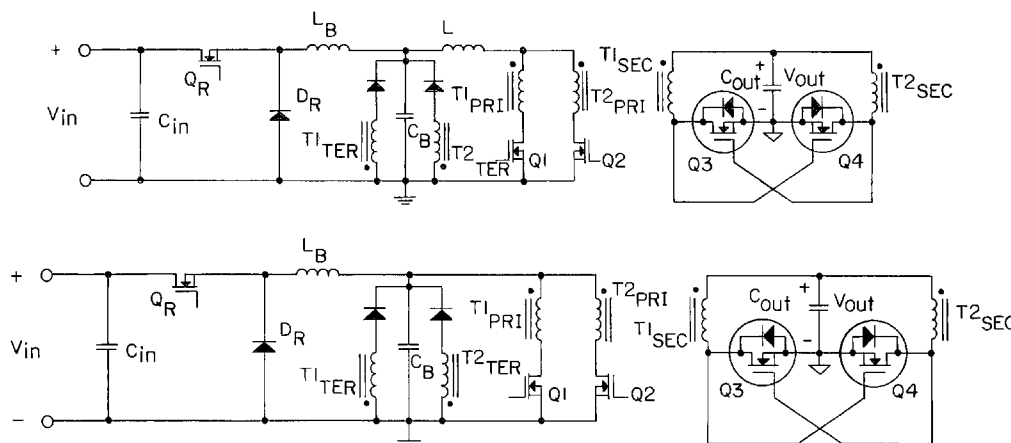 L_B
L
+
Q_R
T1_SEC
+
C_out
V_out
T2_SEC
D_R
T1_PRI
T2_PRI
-
V_in
C_in
C_B
T1_TER
T2_TER
Q1
Q2
Q3
Q4
L_B
+
Q_R
T2_PRI
C_out
+
V_out
T1_PRI
T1_SEC
T2_SEC
D_R
-
V_in
C_in
C_B
T2_TER
T1_TER
Q1
Q2
Q3
Q4
-